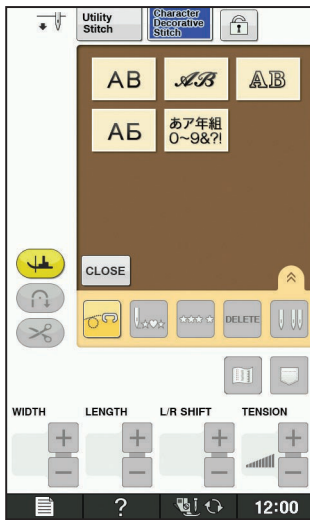 Utility
Stitch
Character
Decorative
Stitch
AB
AB
AB
АБ
あア年組
0~9&?!
CLOSE
DELETE
WIDTH
LENGTH
L/R SHIFT
TENSION
+
+
+
+
−
−
−
−
?
12:00